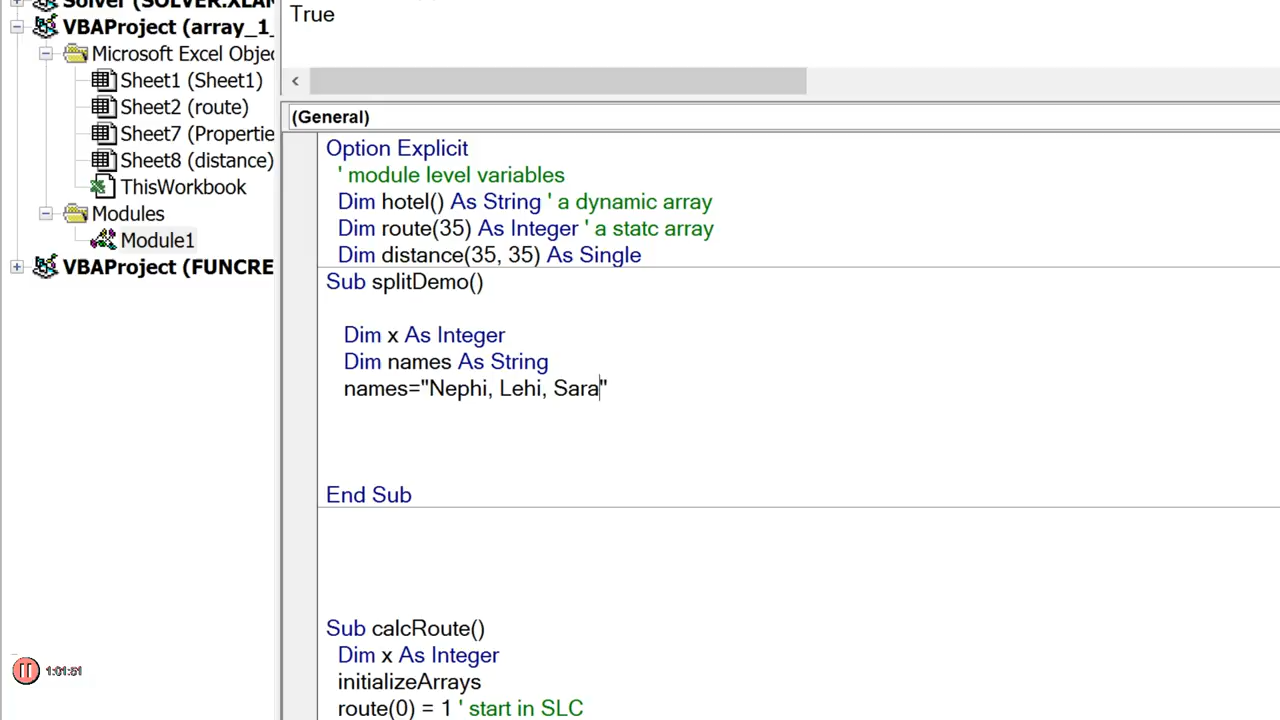 Solver (SOLVER.XLAM
VBAProject (array_1_
Microsoft Excel Objec
Sheet1 (Sheet1)
Sheet2 (route)
Sheet7 (Propertie
Sheet8 (distance)
ThisWorkbook
Modules
Module1
VBAProject (FUNCRE
True
(General)
Option Explicit
' module level variables
Dim hotel() As String ' a dynamic array
Dim route(35) As Integer ' a statc array
Dim distance(35, 35) As Single
Sub splitDemo()
Dim x As Integer
Dim names As String
names="Nephi, Lehi, Sara"
End Sub
Sub calcRoute()
Dim x As Integer
initializeArrays
route(0) = 1 ' start in SLC
1:01:51